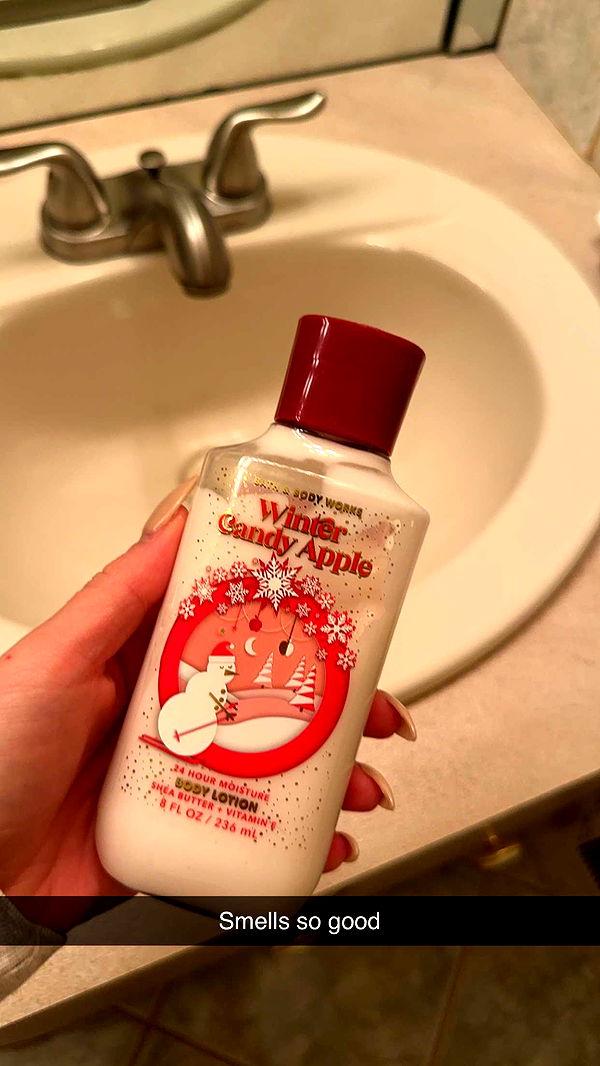 BATH & BODY WORKS
Winter
Candy Apple
24 HOUR MOISTURE
BODY LOTION
SHEA BUTTER + VITAMIN E
8 FL OZ / 236 mL
Smells so good